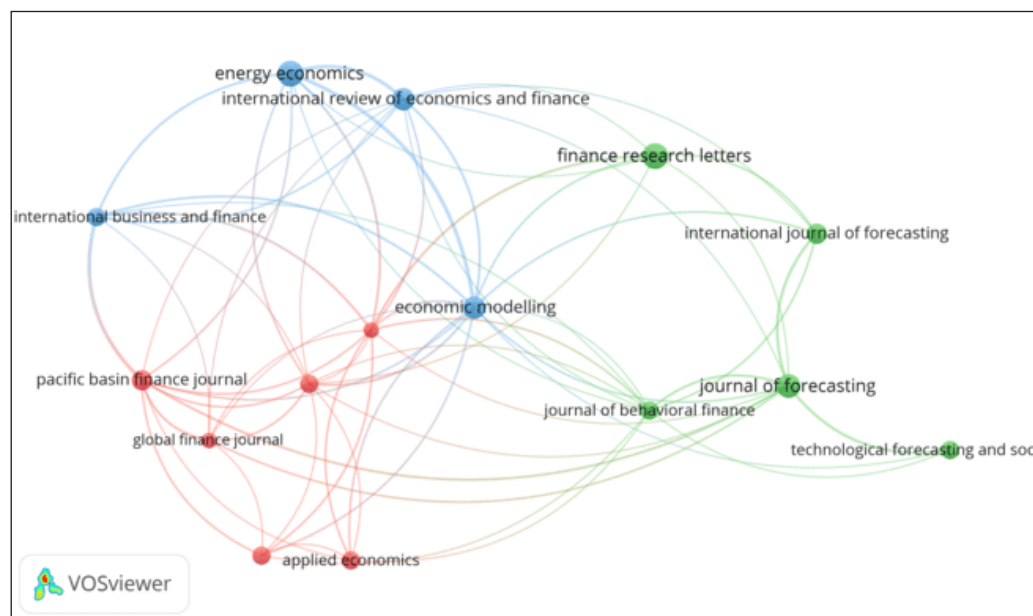 energy economics
international review of economics and finance
finance research letters
international business and finance
international journal of forecasting
economic modelling
pacific basin finance journal
journal of forecasting
journal of behavioral finance
global finance journal
technological forecasting and soc
applied economics
VOSviewer